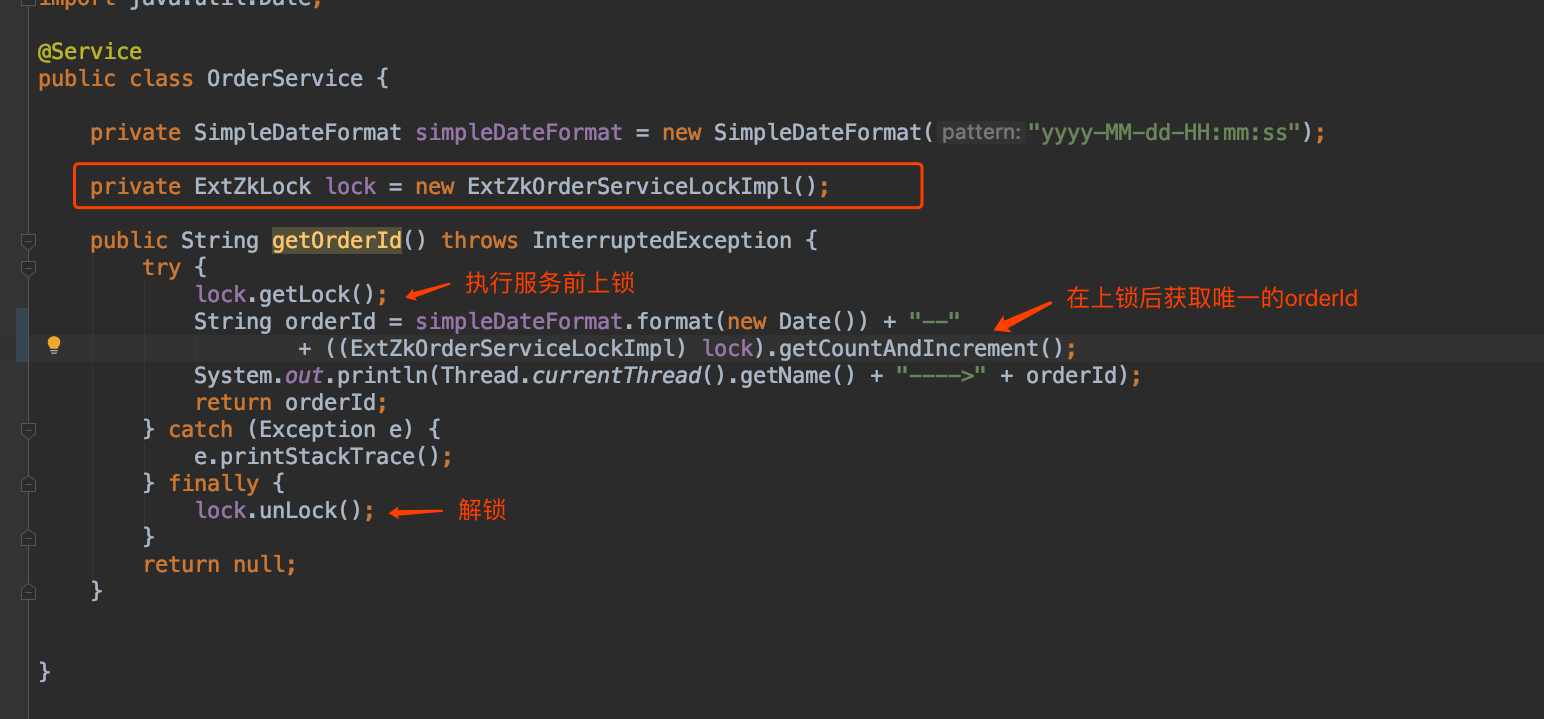 import java.util.Date;
@Service
public class OrderService {
private SimpleDateFormat simpleDateFormat = new SimpleDateFormat( pattern: "yyyy-MM-dd-HH:mm:ss");
private ExtZkLock lock = new ExtZkOrderServiceLockImpl();
public String getOrderId() throws InterruptedException {
try {
lock.getLock(); 执行服务前上锁
在上锁后获取唯一的orderId
String orderId = simpleDateFormat.format(new Date()) + "--"
+ ((ExtZkOrderServiceLockImpl) lock).getCountAndIncrement();
System.out.println(Thread.currentThread().getName() + "---->" + orderId);
return orderId;
} catch (Exception e) {
e.printStackTrace();
} finally {
lock.unLock(); 解锁
}
return null;
}
}